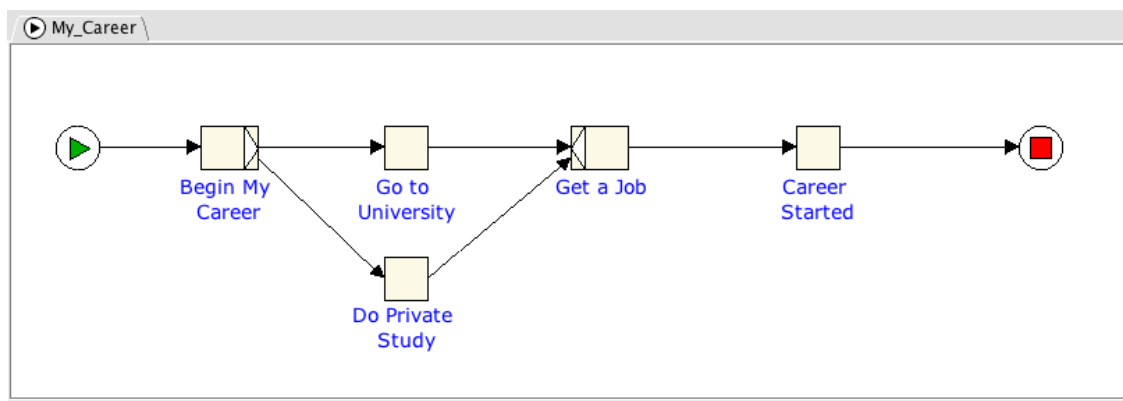 My_Career
Begin My
Career
Go to
University
Get a Job
Career
Started
Do Private
Study